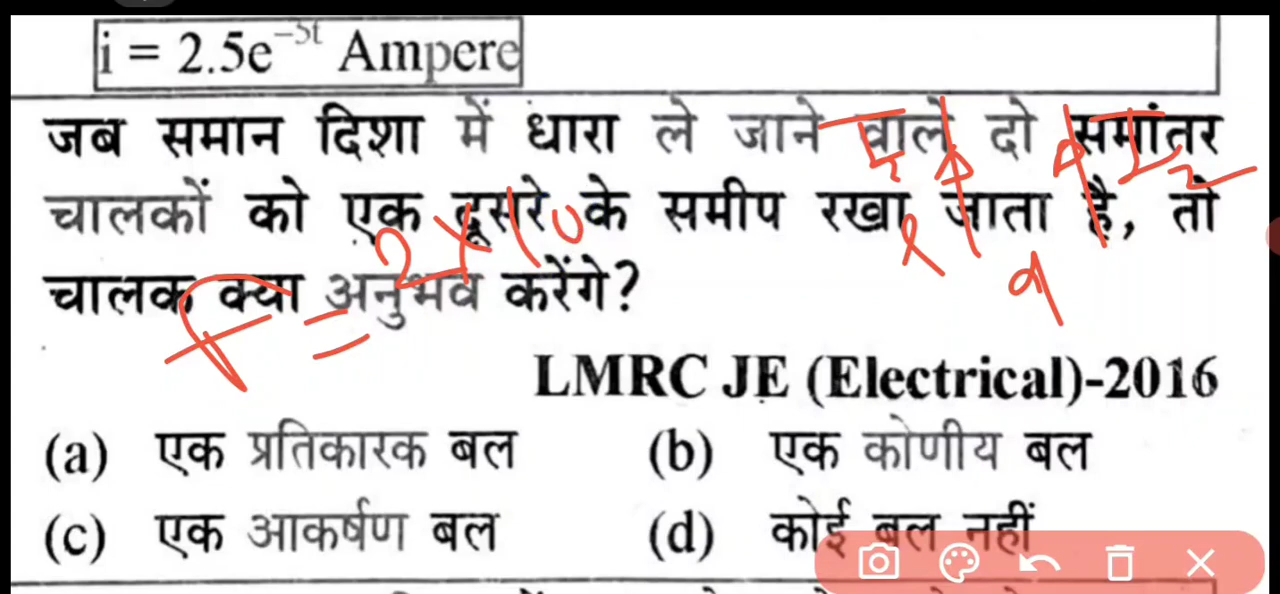 i = 2.5e⁻⁵ᵗ Ampere
जब समान दिशा में धारा ले जाने वाले दो समांतर
चालकों को एक दूसरे के समीप रखा जाता है, तो
चालक क्या अनुभव करेंगे?
LMRC JE (Electrical)-2016
(a) एक प्रतिकारक बल (b) एक कोणीय बल
(c) एक आकर्षण बल (d) कोई बल नहीं